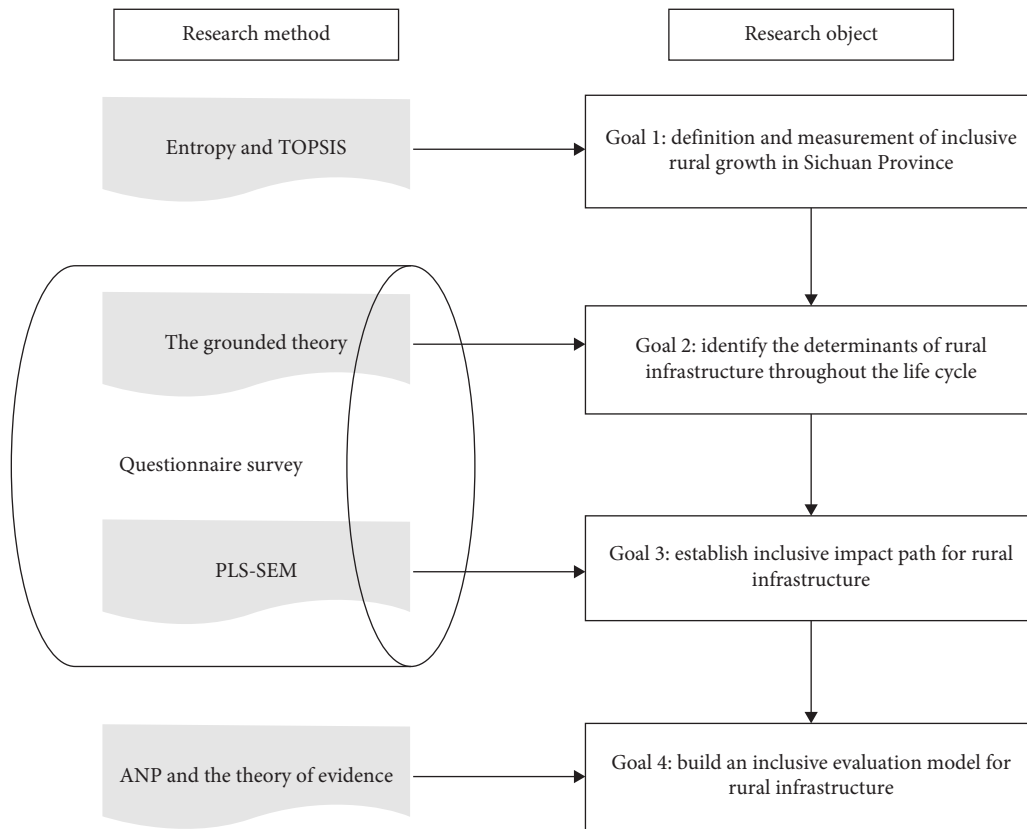 Research method
Research object
Entropy and TOPSIS
Goal 1: definition and measurement of inclusive
rural growth in Sichuan Province
The grounded theory
Goal 2: identify the determinants of rural
infrastructure throughout the life cycle
Questionnaire survey
PLS-SEM
Goal 3: establish inclusive impact path for rural
infrastructure
ANP and the theory of evidence
Goal 4: build an inclusive evaluation model for
rural infrastructure